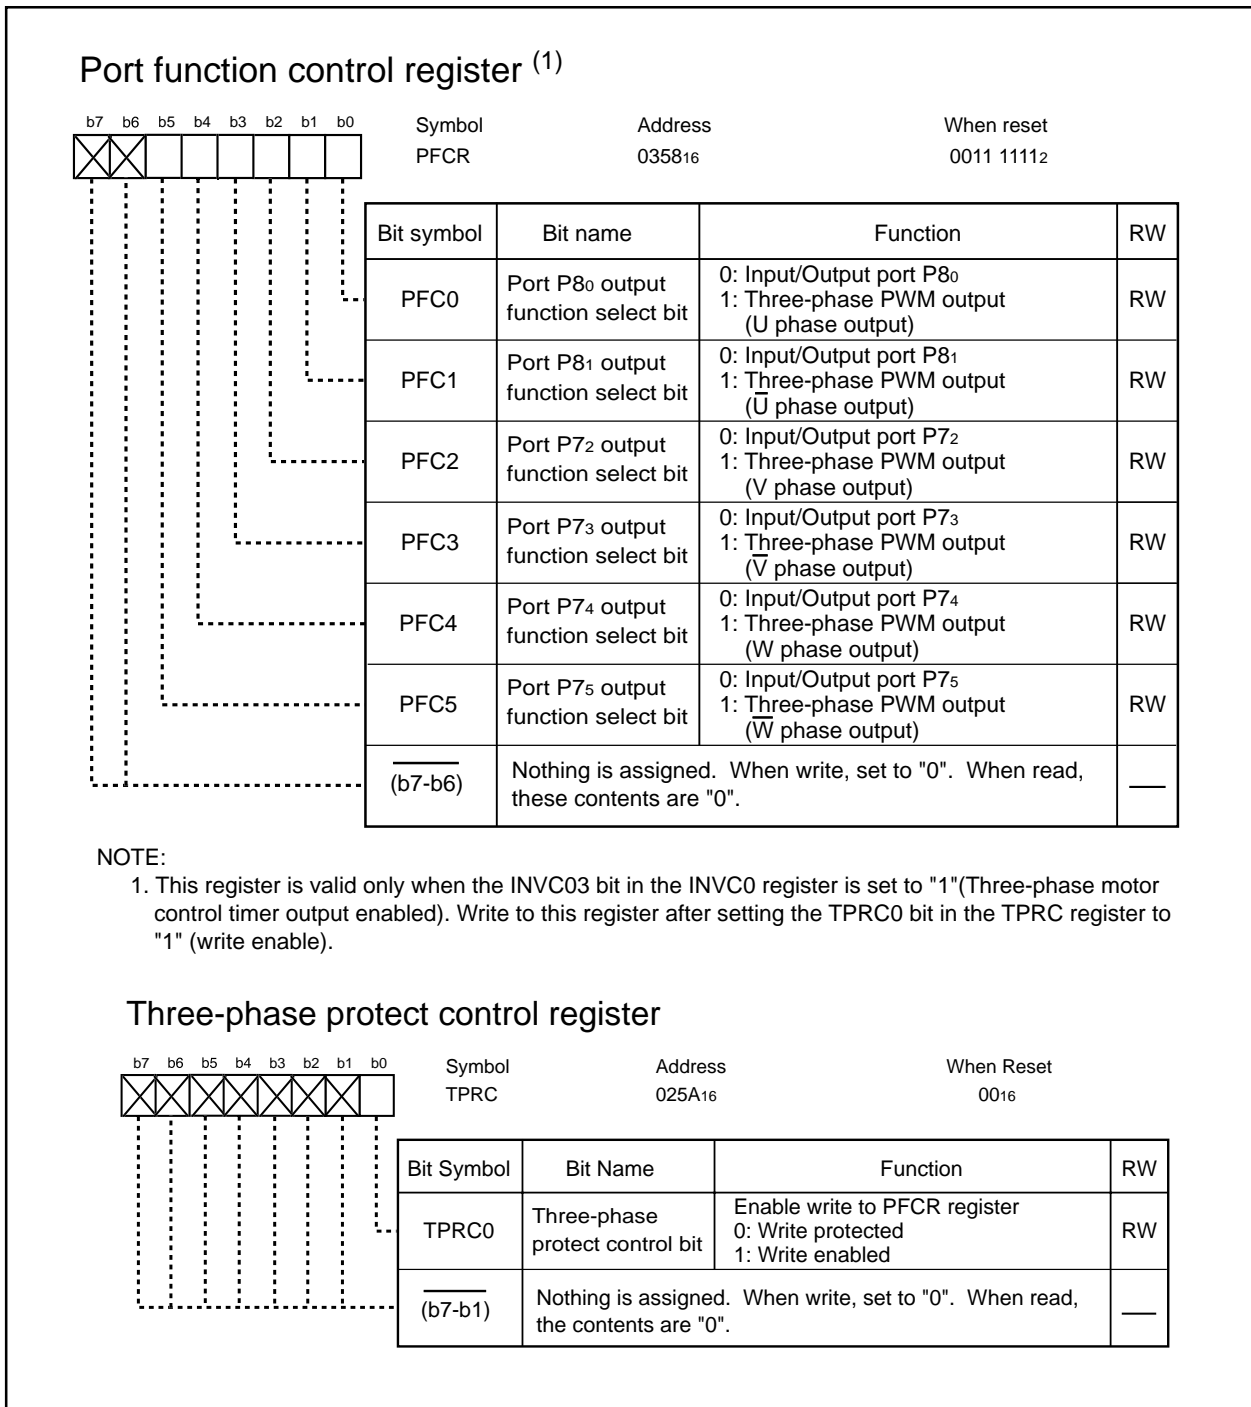 Port function control register (1)
b7 b6 b5 b4 b3 b2 b1 b0
Symbol Address When reset
PFCR 035816 0011 11112
Bit symbol Bit name Function RW
PFC0 Port P80 output function select bit 0: Input/Output port P80 1: Three-phase PWM output (U phase output) RW
PFC1 Port P81 output function select bit 0: Input/Output port P81 1: Three-phase PWM output (U̅ phase output) RW
PFC2 Port P72 output function select bit 0: Input/Output port P72 1: Three-phase PWM output (V phase output) RW
PFC3 Port P73 output function select bit 0: Input/Output port P73 1: Three-phase PWM output (V̅ phase output) RW
PFC4 Port P74 output function select bit 0: Input/Output port P74 1: Three-phase PWM output (W phase output) RW
PFC5 Port P75 output function select bit 0: Input/Output port P75 1: Three-phase PWM output (W̅ phase output) RW
(b7-b6) Nothing is assigned. When write, set to "0". When read, these contents are "0". —
NOTE:
1. This register is valid only when the INVC03 bit in the INVC0 register is set to "1"(Three-phase motor
control timer output enabled). Write to this register after setting the TPRC0 bit in the TPRC register to
"1" (write enable).
Three-phase protect control register
b7 b6 b5 b4 b3 b2 b1 b0
Symbol Address When Reset
TPRC 025A16 0016
Bit Symbol Bit Name Function RW
TPRC0 Three-phase protect control bit Enable write to PFCR register 0: Write protected 1: Write enabled RW
(b7-b1) Nothing is assigned. When write, set to "0". When read, the contents are "0". —